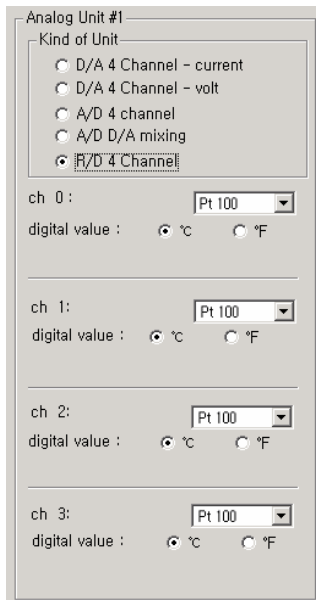 Analog Unit #1
Kind of Unit
D/A 4 Channel - current
D/A 4 Channel - volt
A/D 4 channel
A/D D/A mixing
R/D 4 Channel
ch 0 : Pt 100
digital value : ℃ ℉
ch 1: Pt 100
digital value : ℃ ℉
ch 2: Pt 100
digital value : ℃ ℉
ch 3: Pt 100
digital value : ℃ ℉